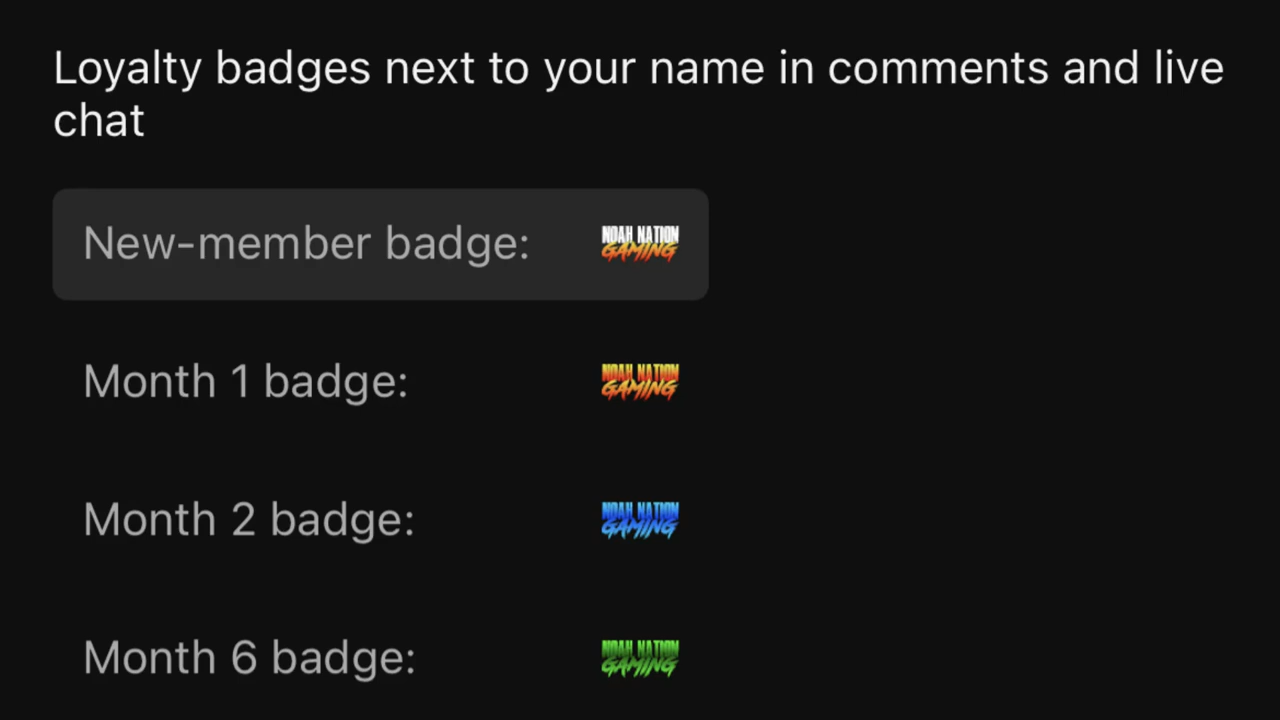 Loyalty badges next to your name in comments and live
chat
New-member badge:
NOAH NATION
GAMING
Month 1 badge:
NOAH NATION
GAMING
Month 2 badge:
NOAH NATION
GAMING
Month 6 badge:
NOAH NATION
GAMING